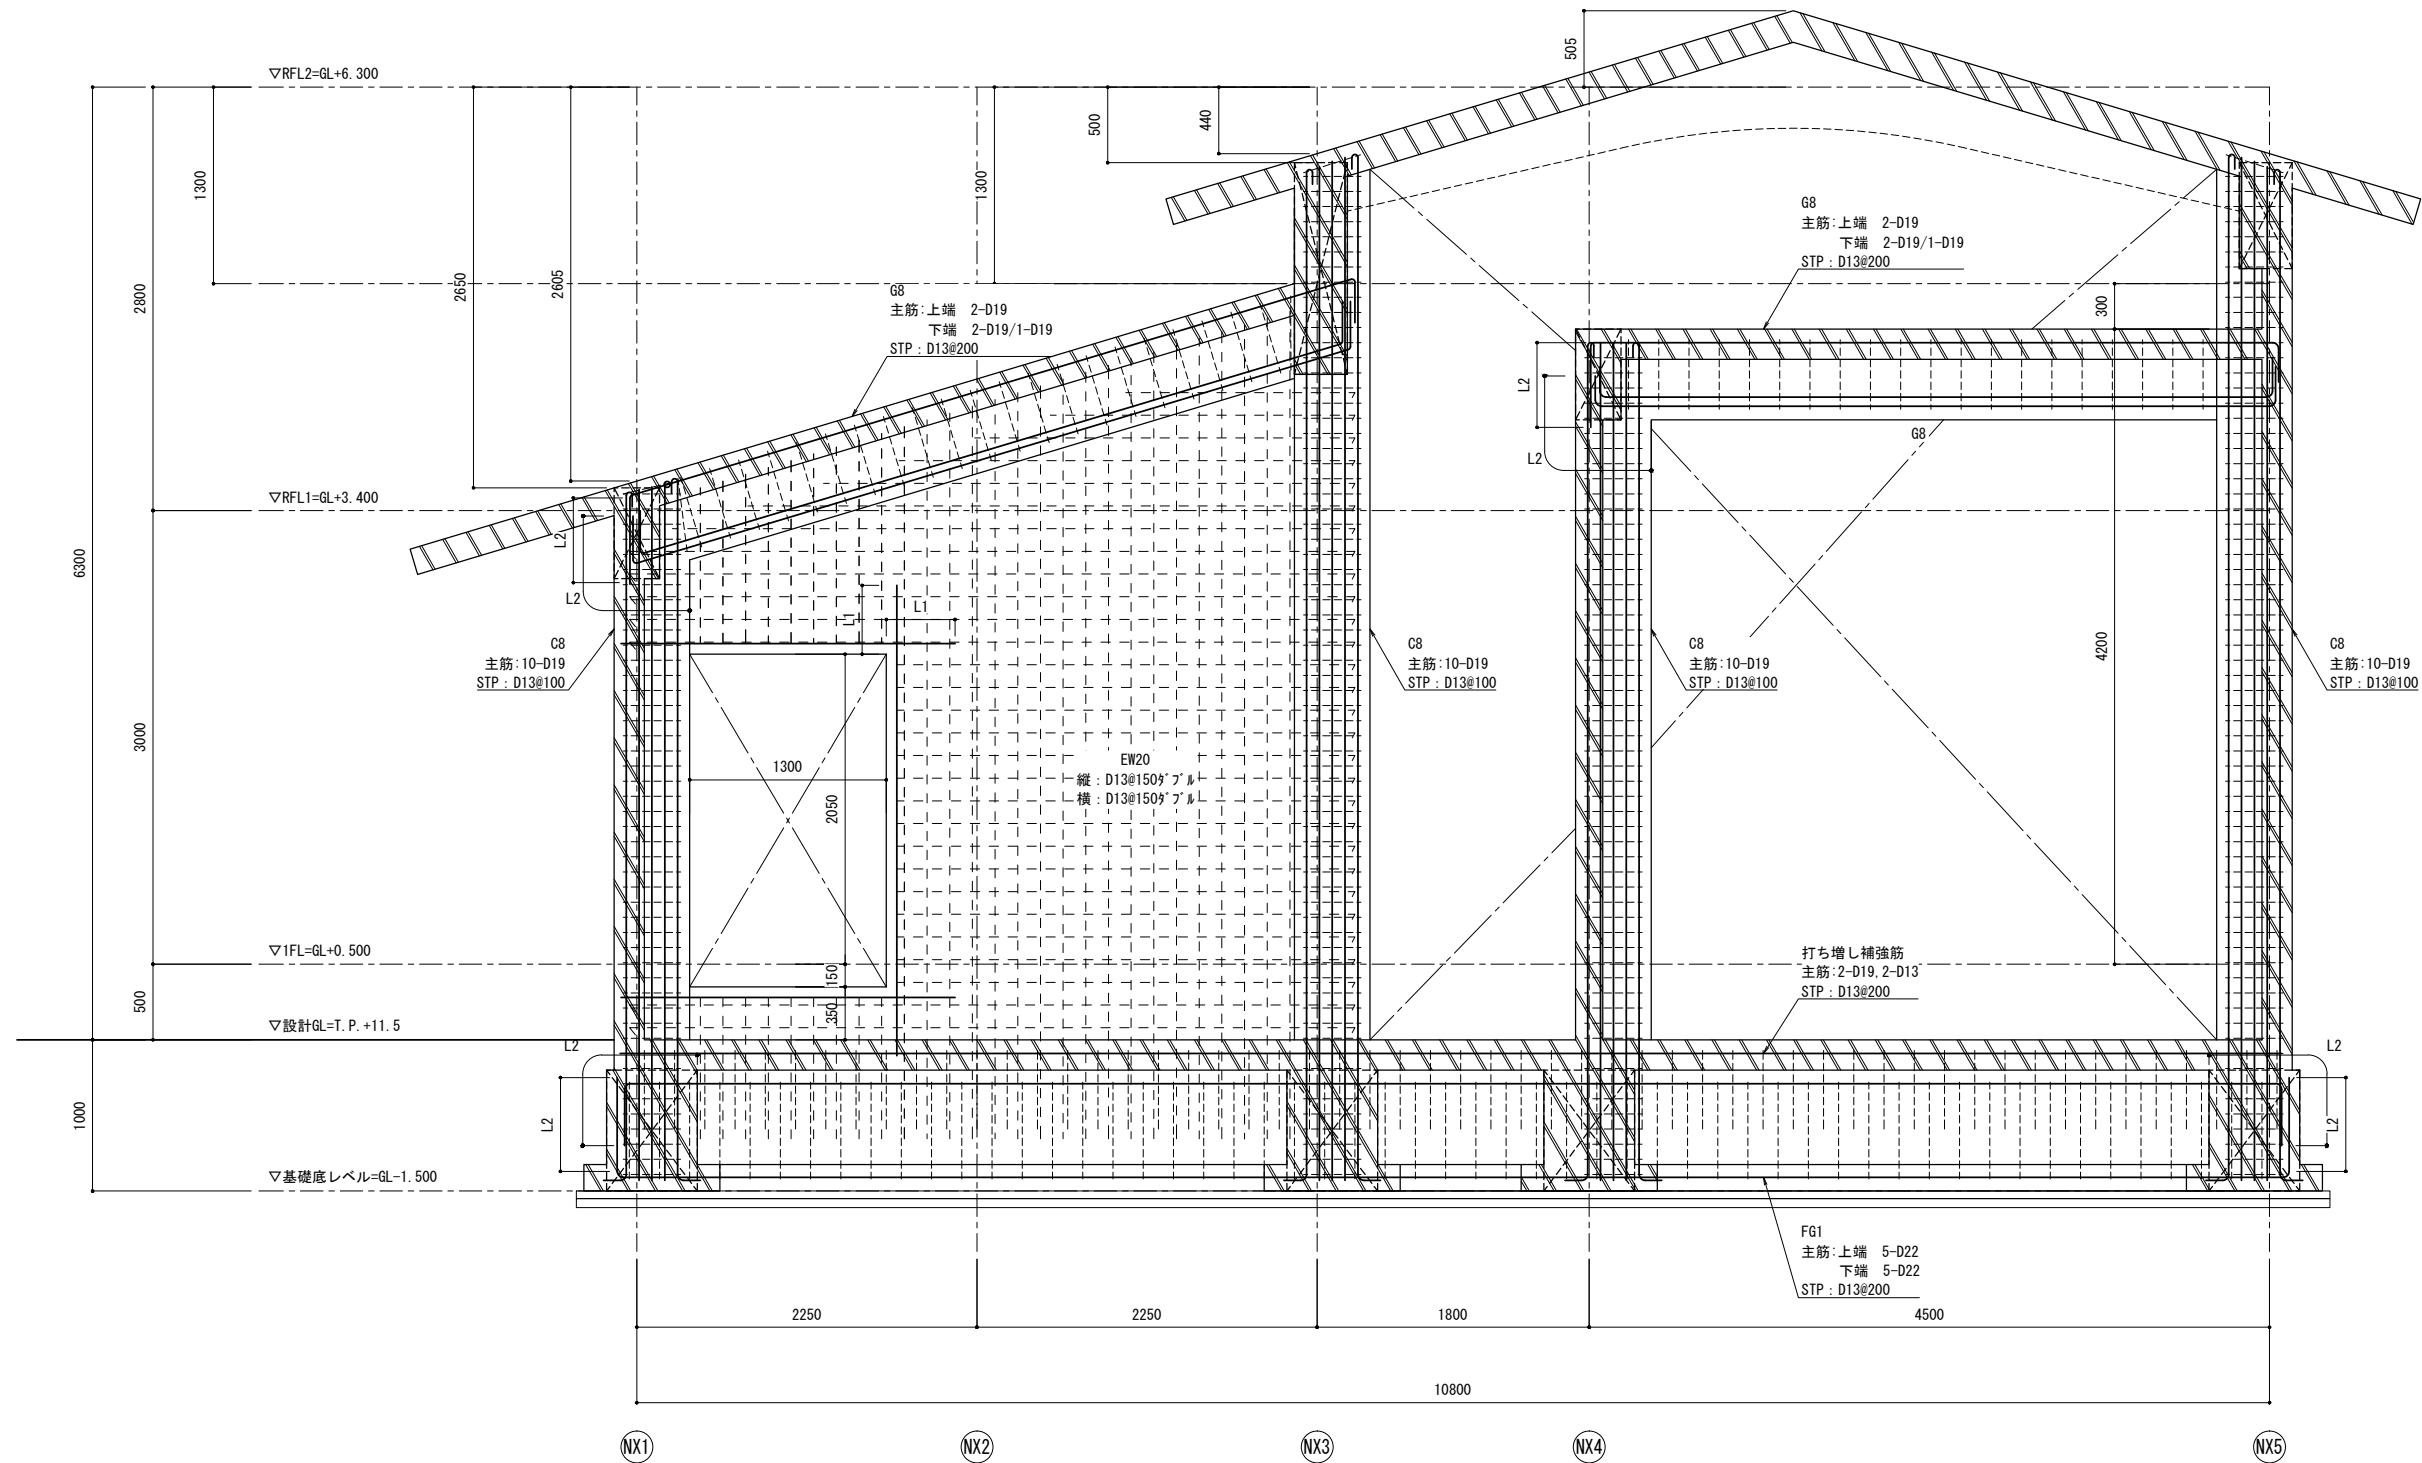 505
▽RFL2=GL+6.300
500
440
1300
1300
G8
主筋:上端 2-D19
下端 2-D19/1-D19
STP：D13@200
2800
2650
2605
G8
主筋:上端 2-D19
下端 2-D19/1-D19
STP：D13@200
300
L2
G8
L2
▽RFL1=GL+3.400
L2
6300
L2
L1
L1
C8
主筋:10-D19
STP：D13@100
C8
主筋:10-D19
STP：D13@100
C8
主筋:10-D19
STP：D13@100
C8
主筋:10-D19
STP：D13@100
4200
3000
1300
2050
EW20
縦：D13@150ﾀﾞﾌﾞﾙ
横：D13@150ﾀﾞﾌﾞﾙ
▽1FL=GL+0.500
150
打ち増し補強筋
主筋:2-D19,2-D13
STP：D13@200
500
350
▽設計GL=T.P.+11.5
L2
L2
1000
L2
L2
▽基礎底レベル=GL-1.500
FG1
主筋:上端 5-D22
下端 5-D22
STP：D13@200
2250
2250
1800
4500
10800
NX1
NX2
NX3
NX4
NX5